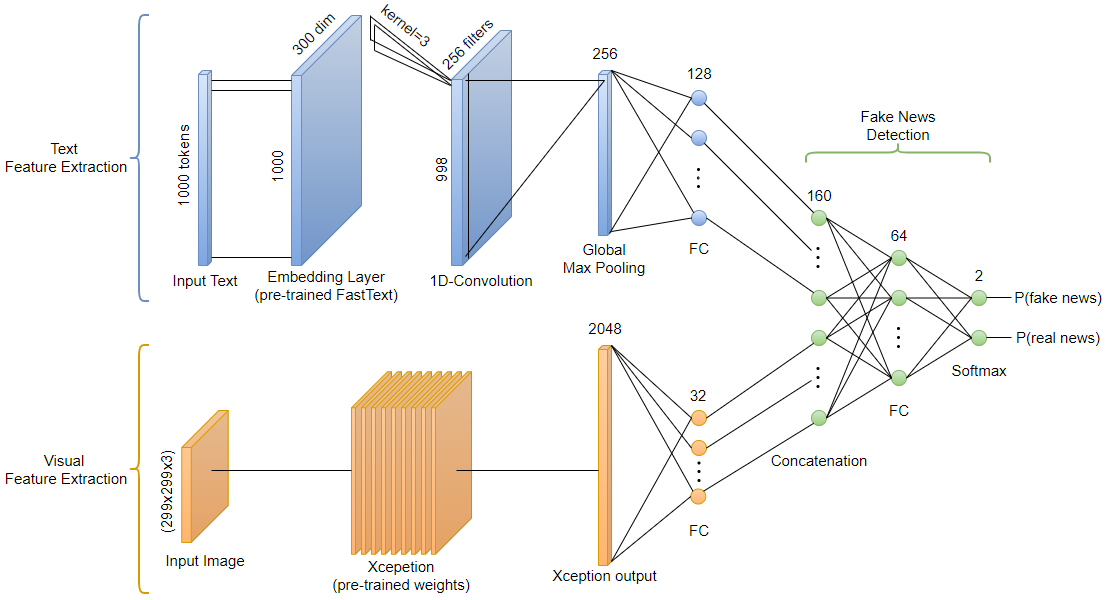 300 dim
kernel=3
256 filters
256
128
Fake News
Detection
Text
Feature Extraction
1000 tokens
1000
998
160
64
2
FC
Global
Max Pooling
Input Text
Embedding Layer
(pre-trained FastText)
1D-Convolution
P(fake news)
P(real news)
2048
Softmax
32
FC
Visual
Feature Extraction
(299x299x3)
Concatenation
FC
Input Image
Xcepetion
(pre-trained weights)
Xception output